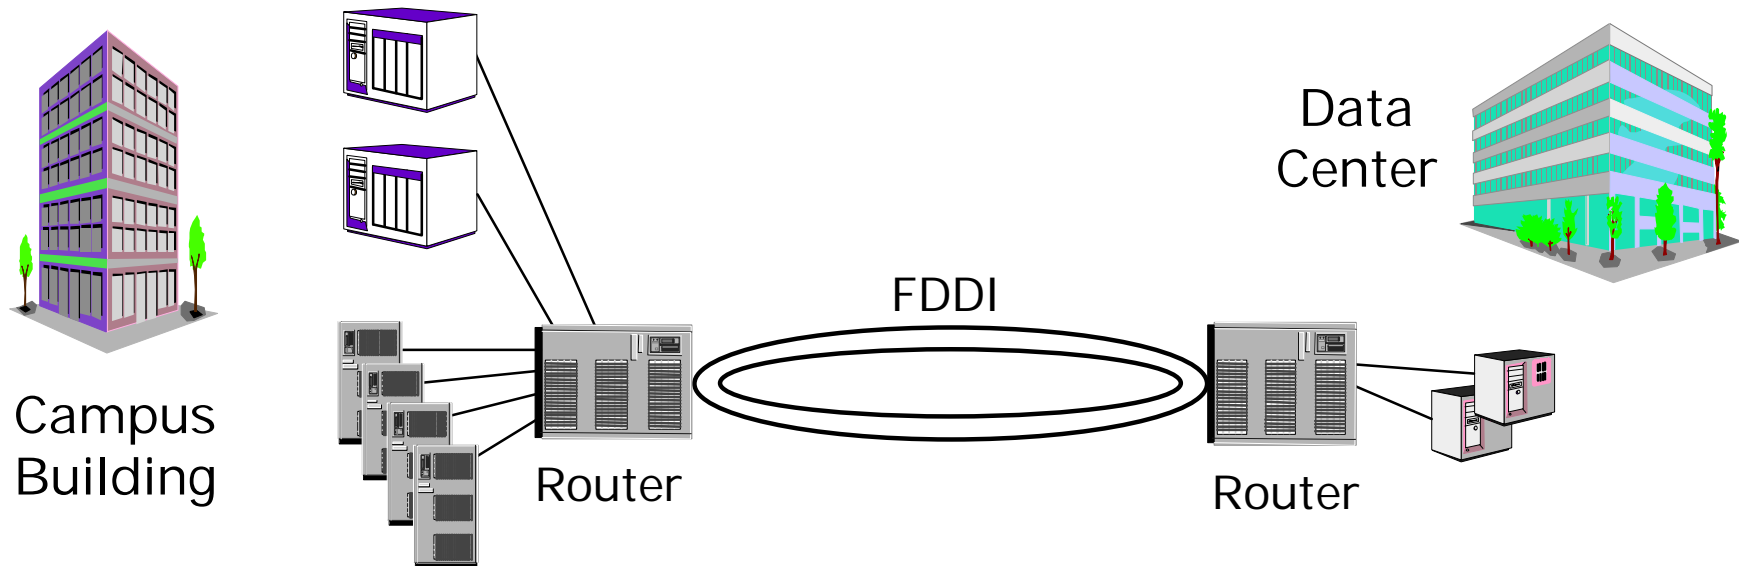 Data
Center
FDDI
Campus
Building
Router
Router